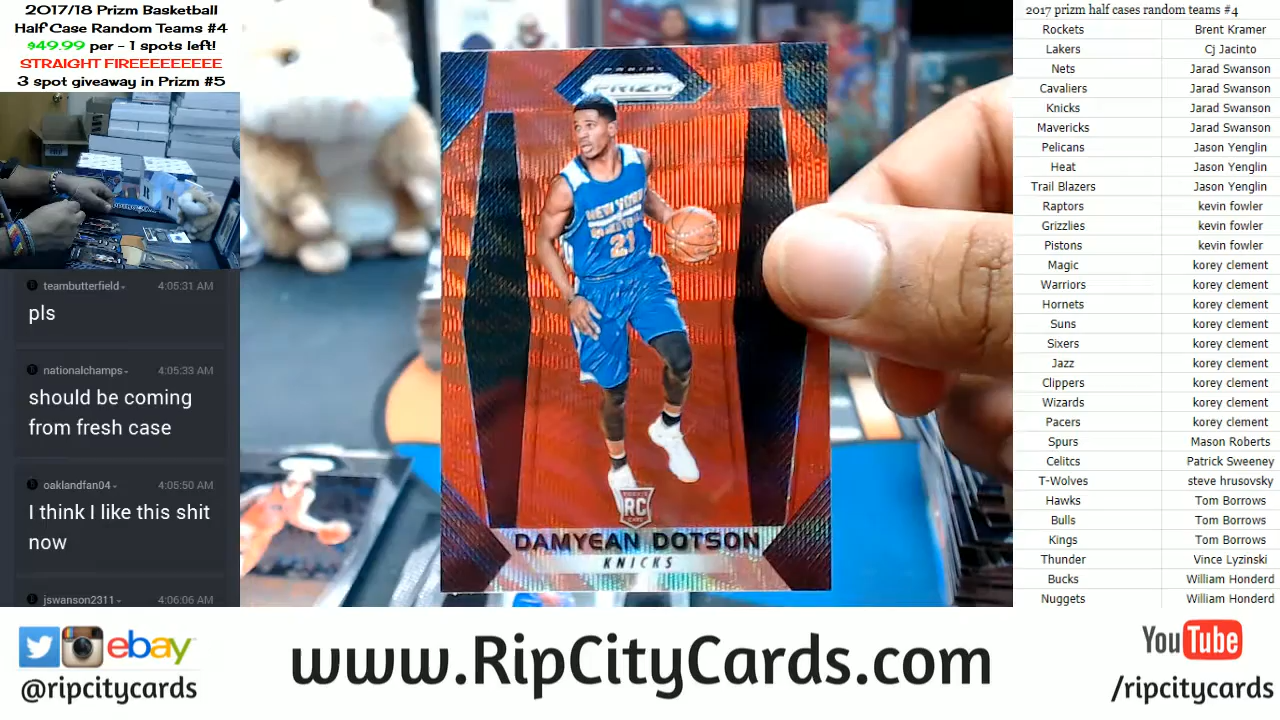 2017/18 Prizm Basketball
Half Case Random Teams #4
$49.99 per - 1 spots left!
STRAIGHT FIREEEEEEEEE
3 spot giveaway in Prizm #5
teambutterfield
4:05:31 AM
pls
nationalchamps
4:05:33 AM
should be coming
from fresh case
oaklandfan04
4:05:50 AM
I think I like this shit
now
jswanson2311
4:06:06 AM
PANINI
PRIZM
NEW YORK
21
RC
DAMYEAN DOTSON
KNICKS
2017 prizm half cases random teams #4
Rockets Brent Kramer
Lakers Cj Jacinto
Nets Jarad Swanson
Cavaliers Jarad Swanson
Knicks Jarad Swanson
Mavericks Jarad Swanson
Pelicans Jason Yenglin
Heat Jason Yenglin
Trail Blazers Jason Yenglin
Raptors kevin fowler
Grizzlies kevin fowler
Pistons kevin fowler
Magic korey clement
Warriors korey clement
Hornets korey clement
Suns korey clement
Sixers korey clement
Jazz korey clement
Clippers korey clement
Wizards korey clement
Pacers korey clement
Spurs Mason Roberts
Celitcs Patrick Sweeney
T-Wolves steve hrusovsky
Hawks Tom Borrows
Bulls Tom Borrows
Kings Tom Borrows
Thunder Vince Lyzinski
Bucks William Honderd
Nuggets William Honderd
ebay
@ripcitycards
www.RipCityCards.com
YouTube
/ripcitycards